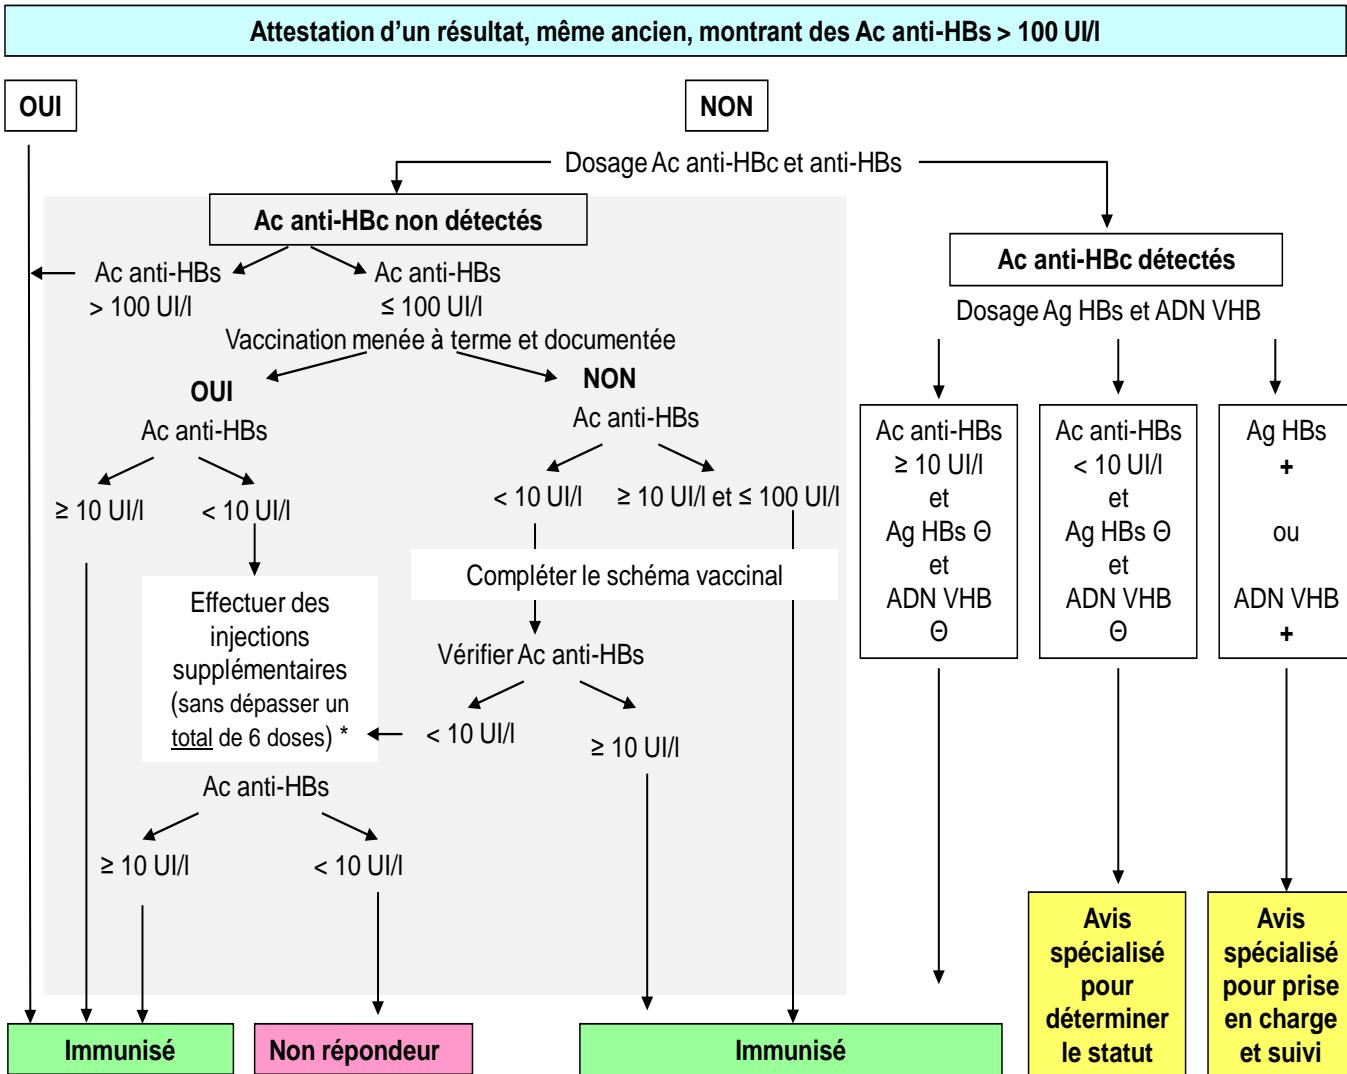 Attestation d’un résultat, même ancien, montrant des Ac anti-HBs > 100 UI/l
OUI
NON
Dosage Ac anti-HBc et anti-HBs
Ac anti-HBc non détectés
Ac anti-HBs
> 100 UI/l
Ac anti-HBs
≤ 100 UI/l
Vaccination menée à terme et documentée
OUI
Ac anti-HBs
≥ 10 UI/l
< 10 UI/l
Effectuer des
injections
supplémentaires
(sans dépasser un
total de 6 doses) *
Ac anti-HBs
≥ 10 UI/l
< 10 UI/l
NON
Ac anti-HBs
< 10 UI/l
≥ 10 UI/l et ≤ 100 UI/l
Compléter le schéma vaccinal
Vérifier Ac anti-HBs
< 10 UI/l
≥ 10 UI/l
Ac anti-HBc détectés
Dosage Ag HBs et ADN VHB
Ac anti-HBs
≥ 10 UI/l
et
Ag HBs Θ
et
ADN VHB
Θ
Ac anti-HBs
< 10 UI/l
et
Ag HBs Θ
et
ADN VHB
Θ
Ag HBs
+
ou
ADN VHB
+
Immunisé
Non répondeur
Immunisé
Avis
spécialisé
pour
déterminer
le statut
Avis
spécialisé
pour prise
en charge
et suivi